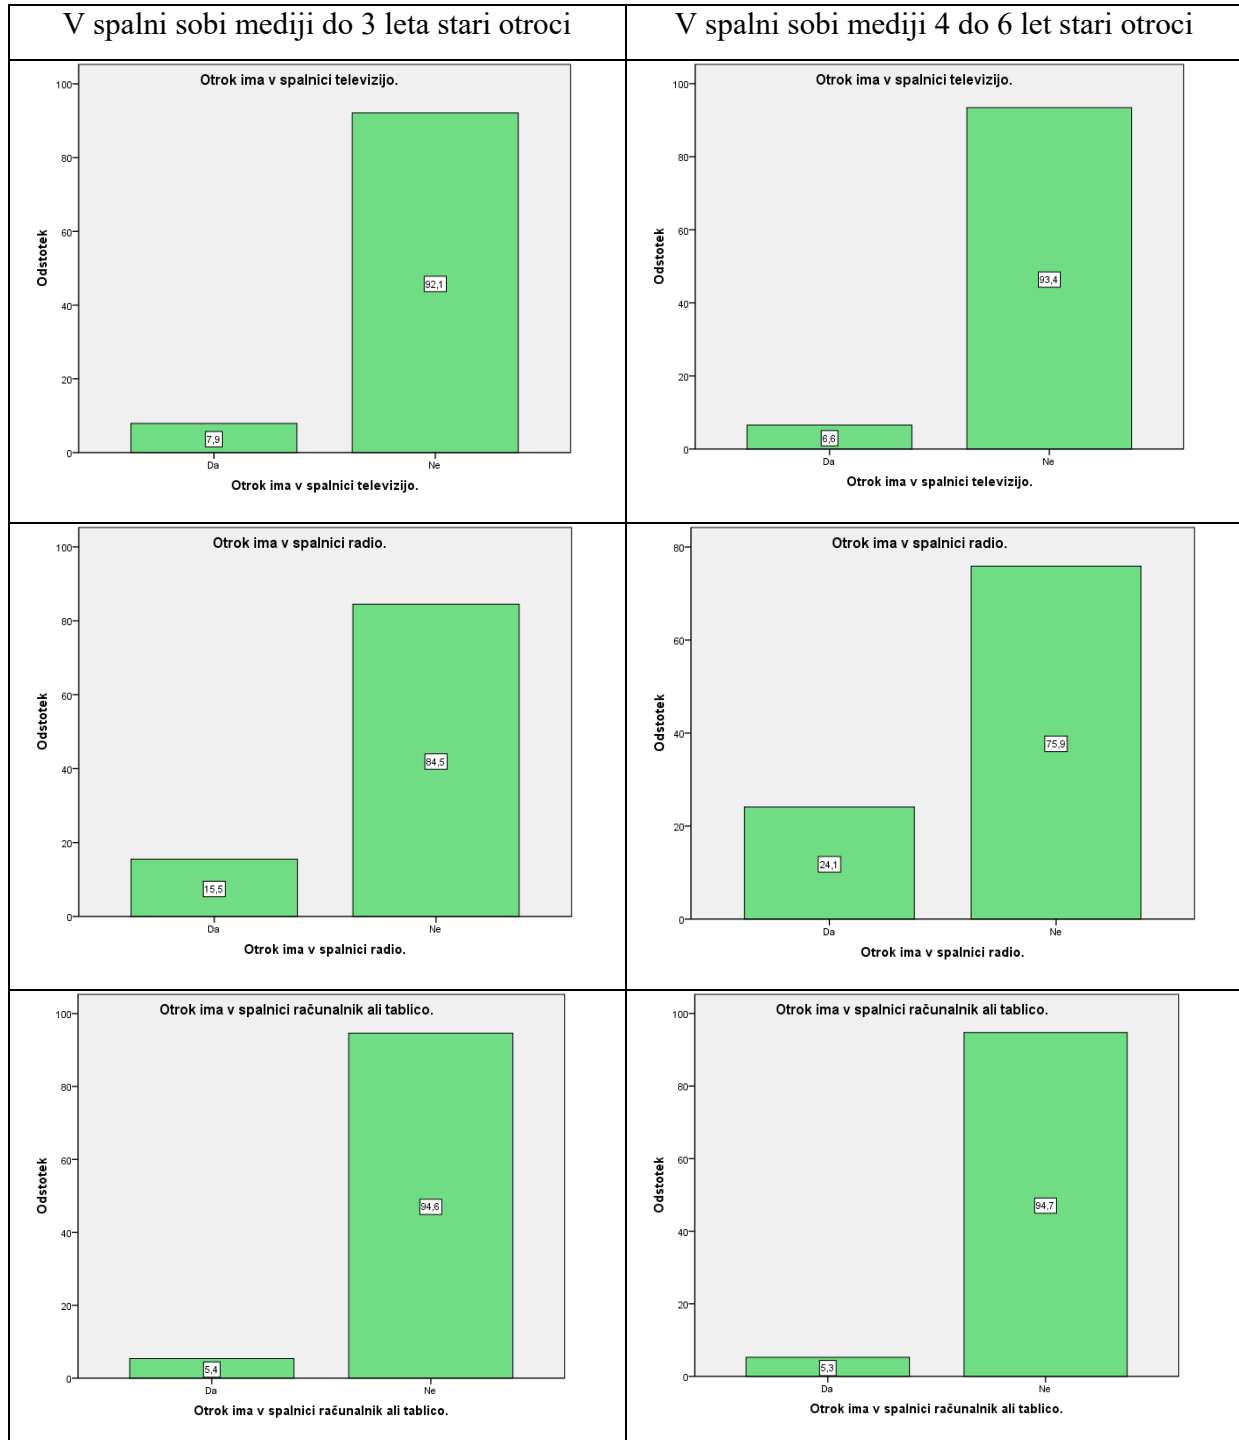 V spalni sobi mediji do 3 leta stari otroci
V spalni sobi mediji 4 do 6 let stari otroci
Otrok ima v spalnici televizijo.
100
80
60
40
20
0
Odstotek
7,9
92,1
Da
Ne
Otrok ima v spalnici televizijo.
Otrok ima v spalnici televizijo.
100
80
60
40
20
0
Odstotek
6,6
93,4
Da
Ne
Otrok ima v spalnici televizijo.
Otrok ima v spalnici radio.
100
80
60
40
20
0
Odstotek
15,5
84,5
Da
Ne
Otrok ima v spalnici radio.
Otrok ima v spalnici radio.
80
60
40
20
0
Odstotek
24,1
75,9
Da
Ne
Otrok ima v spalnici radio.
Otrok ima v spalnici računalnik ali tablico.
100
80
60
40
20
0
Odstotek
5,4
94,6
Da
Ne
Otrok ima v spalnici računalnik ali tablico.
Otrok ima v spalnici računalnik ali tablico.
100
80
60
40
20
0
Odstotek
5,3
94,7
Da
Ne
Otrok ima v spalnici računalnik ali tablico.